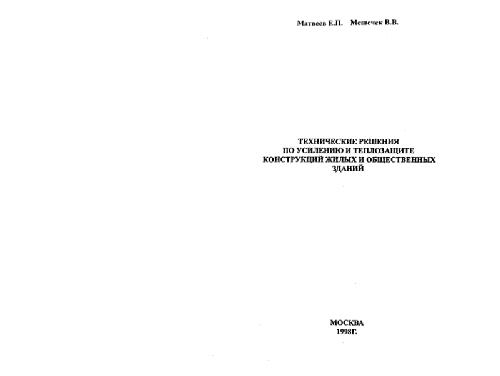 Матвеев Е.П. Мешечек В.В.
ТЕХНИЧЕСКИЕ РЕШЕНИЯ
ПО УСИЛЕНИЮ И ТЕПЛОЗАЩИТЕ
КОНСТРУКЦИЙ ЖИЛЫХ И ОБЩЕСТВЕННЫХ
ЗДАНИЙ
МОСКВА
1998Г.